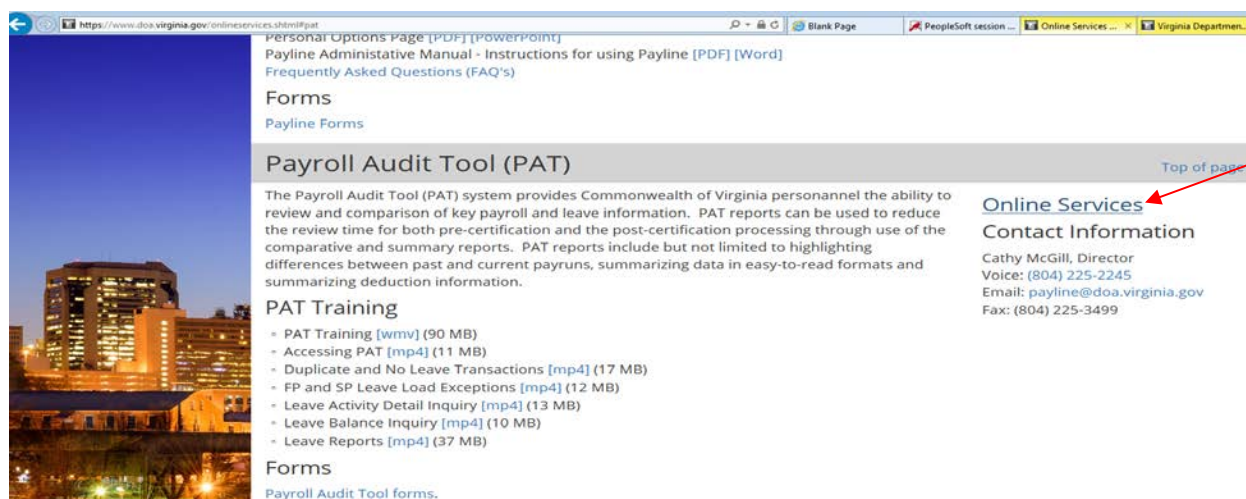 https://www.doa.virginia.gov/onlineservices.shtml#pat
Blank Page
PeopleSoft session ...
Online Services ...
Virginia Departmen...
Personal Options Page [PDF] [PowerPoint]
Payline Administative Manual - Instructions for using Payline [PDF] [Word]
Frequently Asked Questions (FAQ's)
Forms
Payline Forms
Payroll Audit Tool (PAT)
Top of page
The Payroll Audit Tool (PAT) system provides Commonwealth of Virginia personannel the ability to
review and comparison of key payroll and leave information. PAT reports can be used to reduce
the review time for both pre-certification and the post-certification processing through use of the
comparative and summary reports. PAT reports include but not limited to highlighting
differences between past and current payruns, summarizing data in easy-to-read formats and
summarizing deduction information.
PAT Training
◦ PAT Training [wmv] (90 MB)
◦ Accessing PAT [mp4] (11 MB)
◦ Duplicate and No Leave Transactions [mp4] (17 MB)
◦ FP and SP Leave Load Exceptions [mp4] (12 MB)
◦ Leave Activity Detail Inquiry [mp4] (13 MB)
◦ Leave Balance Inquiry [mp4] (10 MB)
◦ Leave Reports [mp4] (37 MB)
Forms
Payroll Audit Tool forms.
Online Services
Contact Information
Cathy McGill, Director
Voice: (804) 225-2245
Email: payline@doa.virginia.gov
Fax: (804) 225-3499